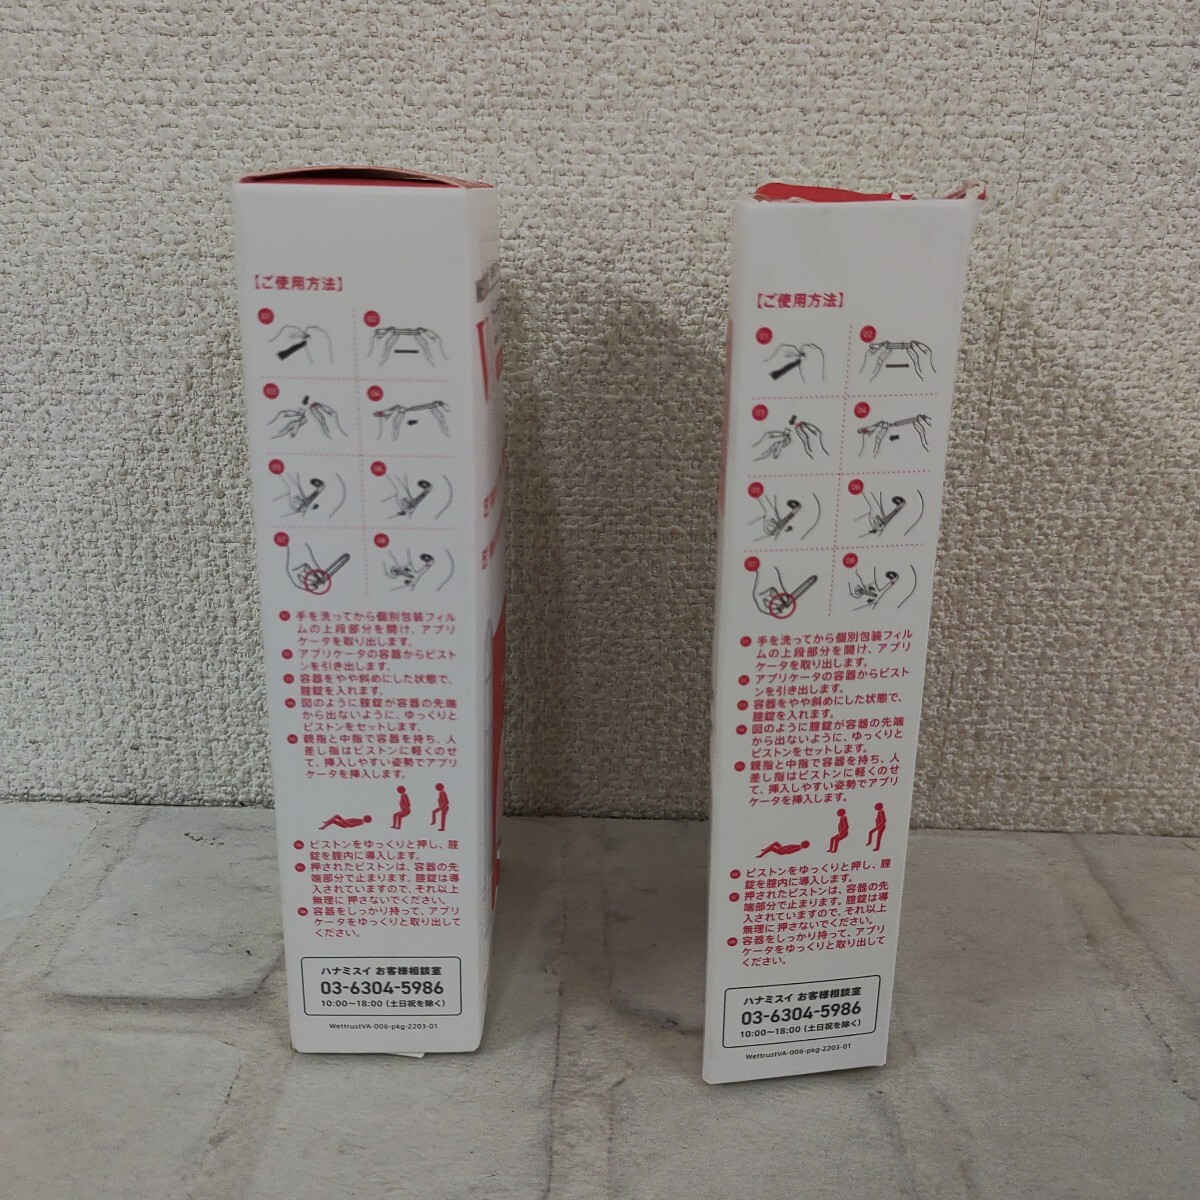 【ご使用方法】
01
02
03
04
05
06
07
08
手を洗ってから個別包装フィル
ムの上段部分を開け、アプリ
ケータを取り出します。
アプリケータの容器からピスト
ンを引き出します。
容器をやや斜めにした状態で、
膣錠を入れます。
図のように膣錠が容器の先端
から出ないように、ゆっくりと
ピストンをセットします。
親指と中指で容器を持ち、人
差し指はピストンに軽くのせ
て、挿入しやすい姿勢でアプリ
ケータを挿入します。
ピストンをゆっくりと押し、膣
錠を膣内に導入します。
押されたピストンは、容器の先
端部分で止まります。膣錠は導
入されていますので、それ以上
無理に押さないでください。
容器をしっかり持って、アプリ
ケータをゆっくりと取り出して
ください。
ハナミスイ お客様相談室
03-6304-5986
10:00〜18:00（土日祝を除く）
WettrustVA-006-pkg-2203-01
【ご使用方法】
01
02
03
04
05
06
07
08
手を洗ってから個別包装フィル
ムの上段部分を開け、アプリ
ケータを取り出します。
アプリケータの容器からピスト
ンを引き出します。
容器をやや斜めにした状態で、
膣錠を入れます。
図のように膣錠が容器の先端
から出ないように、ゆっくりと
ピストンをセットします。
親指と中指で容器を持ち、人
差し指はピストンに軽くのせ
て、挿入しやすい姿勢でアプリ
ケータを挿入します。
ピストンをゆっくりと押し、膣
錠を膣内に導入します。
押されたピストンは、容器の先
端部分で止まります。膣錠は導
入されていますので、それ以上
無理に押さないでください。
容器をしっかり持って、アプリ
ケータをゆっくりと取り出して
ください。
ハナミスイ お客様相談室
03-6304-5986
10:00〜18:00（土日祝を除く）
WettrustVA-006-pkg-2203-01